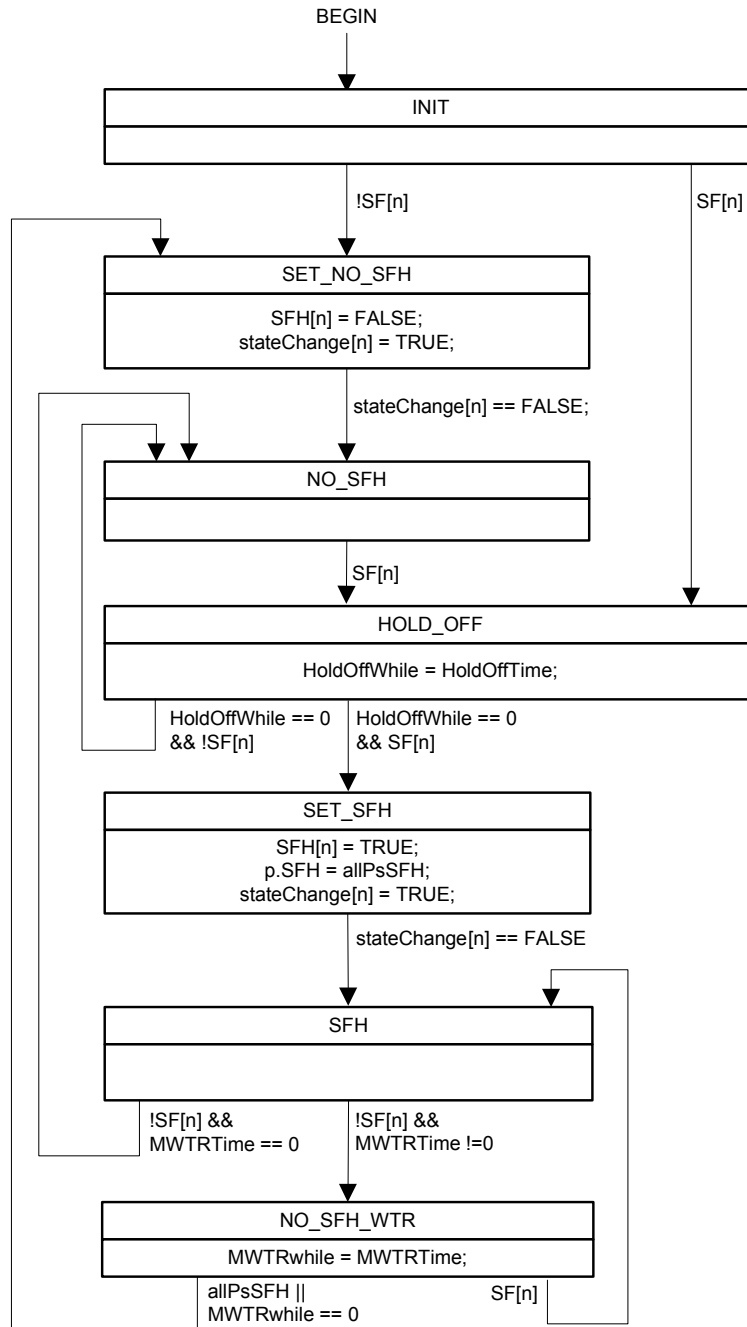 BEGIN
INIT
!SF[n]
SF[n]
SET_NO_SFH
SFH[n] = FALSE;
stateChange[n] = TRUE;
stateChange[n] == FALSE;
NO_SFH
SF[n]
HOLD_OFF
HoldOffWhile = HoldOffTime;
HoldOffWhile == 0
&& !SF[n]
HoldOffWhile == 0
&& SF[n]
SET_SFH
SFH[n] = TRUE;
p.SFH = allPsSFH;
stateChange[n] = TRUE;
stateChange[n] == FALSE
SFH
!SF[n] &&
MWTRTime == 0
!SF[n] &&
MWTRTime !=0
NO_SFH_WTR
MWTRwhile = MWTRTime;
allPsSFH ||
MWTRwhile == 0
SF[n]